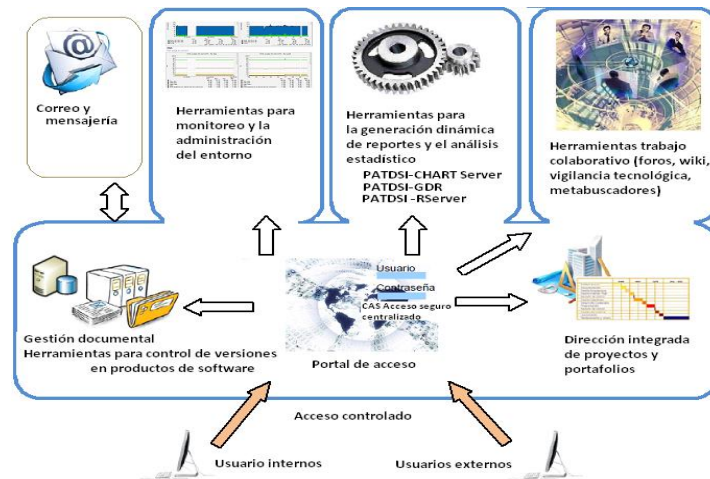 Correo y
mensajería
Herramientas para
monitoreo y la
administración
del entorno
Herramientas para
la generación dinámica
de reportes y el análisis
estadístico
PATDSI-CHART Server
PATDSI-GDR
PATDSI -RServer
Herramientas trabajo
colaborativo (foros, wiki,
vigilancia tecnológica,
metabuscadores)
Gestión documental
Herramientas para control de versiones
en productos de software
Usuario
Contraseña
CAS Acceso seguro
centralizado
Portal de acceso
Dirección integrada
de proyectos y
portafolios
Acceso controlado
Usuario internos
Usuarios externos